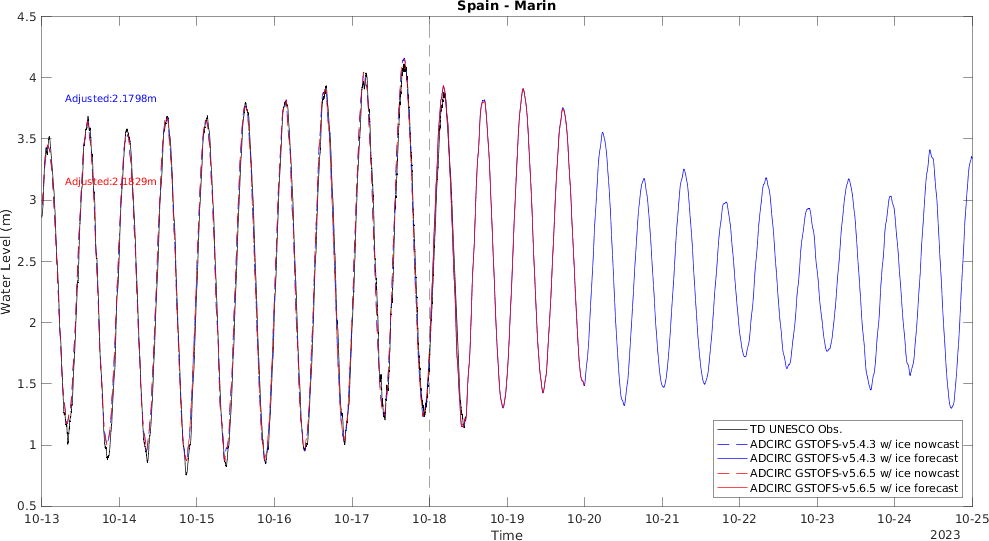 Spain - Marin
4.5
4
3.5
3
2.5
2
1.5
1
0.5
Water Level (m)
Adjusted:2.1798m
Adjusted:2.1829m
TD UNESCO Obs.
ADCIRC GSTOFS-v5.4.3 w/ ice nowcast
ADCIRC GSTOFS-v5.4.3 w/ ice forecast
ADCIRC GSTOFS-v5.6.5 w/ ice nowcast
ADCIRC GSTOFS-v5.6.5 w/ ice forecast
10-13 10-14 10-15 10-16 10-17 10-18 10-19 10-20 10-21 10-22 10-23 10-24 10-25
Time
2023